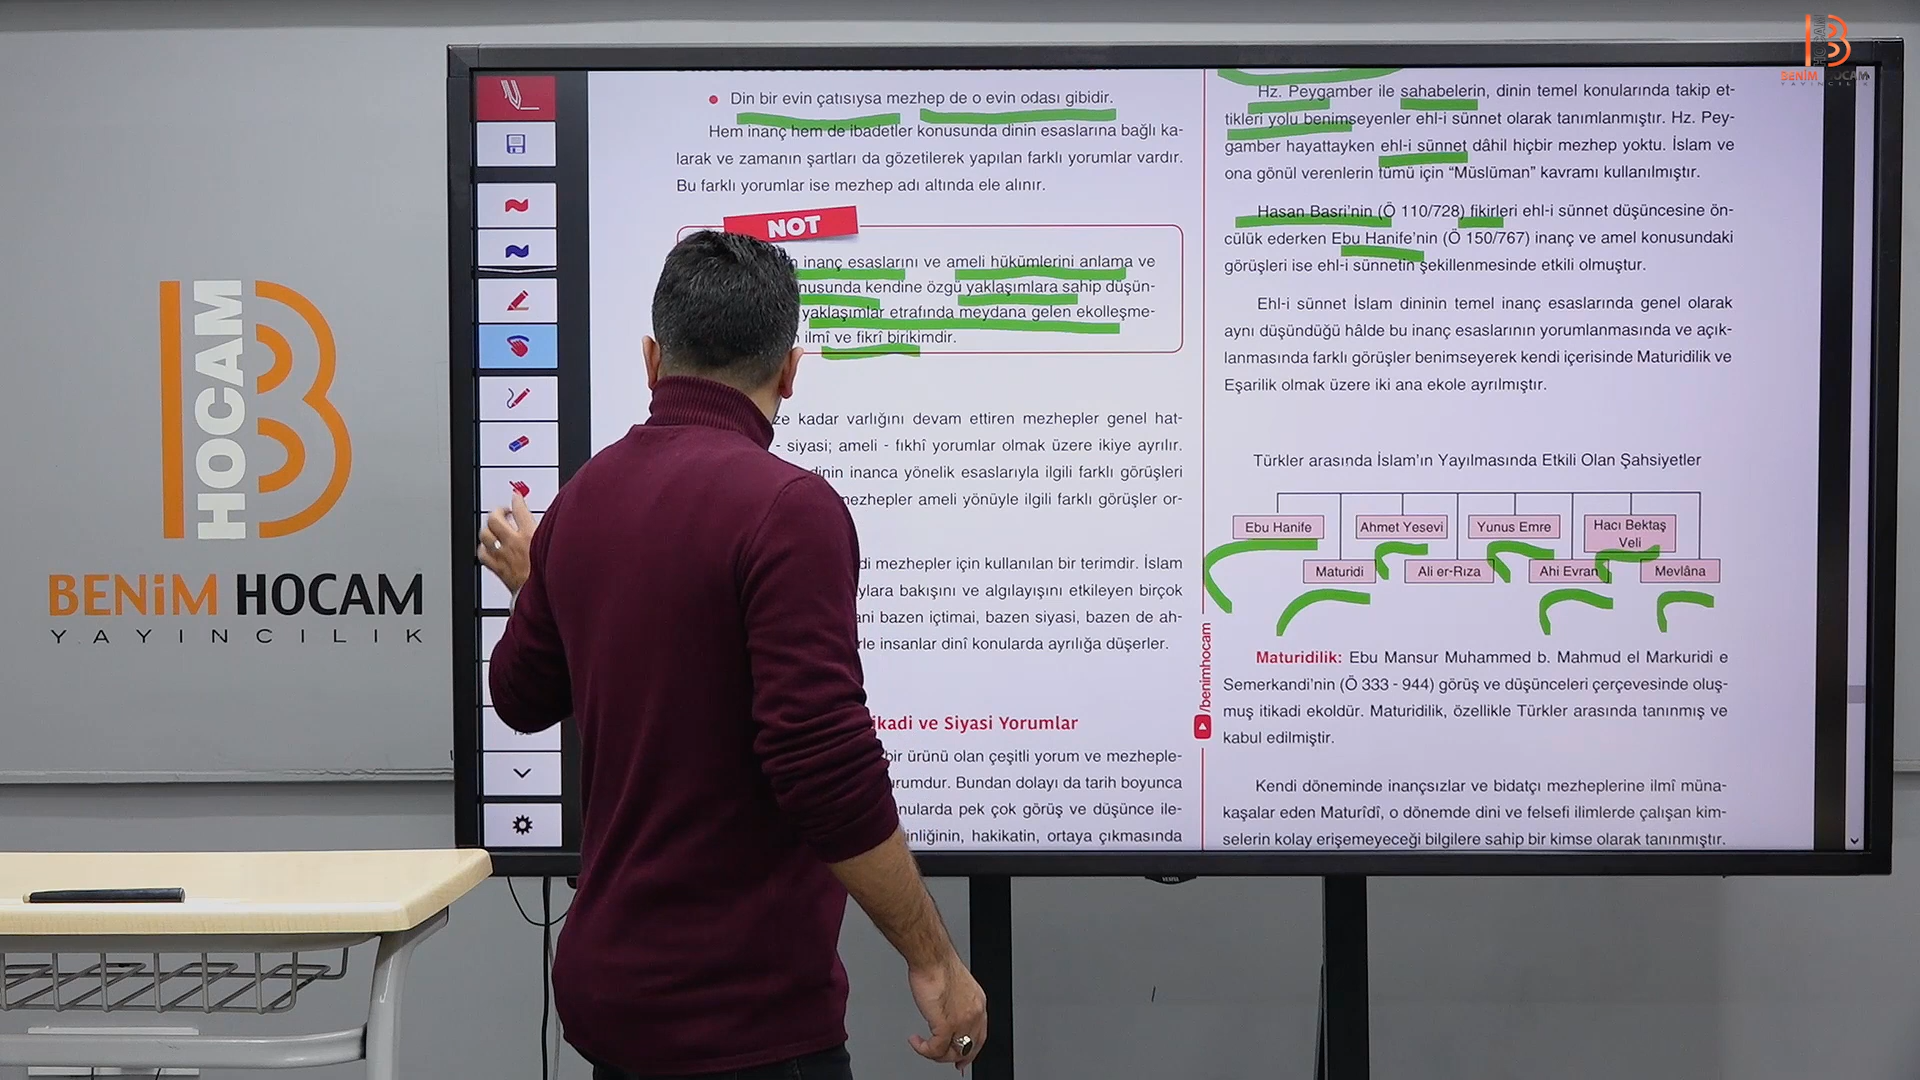 BENİM HOCAM
YAYINCILIK
HOCAM
BENİM HOCAM
YAYINCILIK
Din bir evin çatısıysa mezhep de o evin odası gibidir.
Hem inanç hem de ibadetler konusunda dinin esaslarına bağlı ka-
larak ve zamanın şartları da gözetilerek yapılan farklı yorumlar vardır.
Bu farklı yorumlar ise mezhep adı altında ele alınır.
NOT
inanç esaslarını ve ameli hükümlerini anlama ve
nusunda kendine özgü yaklaşımlara sahip düşün-
yaklaşımlar etrafında meydana gelen ekolleşme-
ilmî ve fikrî birikimdir.
ze kadar varlığını devam ettiren mezhepler genel hat-
- siyasi; ameli - fıkhî yorumlar olmak üzere ikiye ayrılır.
dinin inanca yönelik esaslarıyla ilgili farklı görüşleri
mezhepler ameli yönüyle ilgili farklı görüşler or-
di mezhepler için kullanılan bir terimdir. İslam
ylara bakışını ve algılayışını etkileyen birçok
ani bazen içtimai, bazen siyasi, bazen de ah-
rle insanlar dinî konularda ayrılığa düşerler.
ikadi ve Siyasi Yorumlar
bir ürünü olan çeşitli yorum ve mezheple-
urumdur. Bundan dolayı da tarih boyunca
nularda pek çok görüş ve düşünce ile-
inliğinin, hakikatin, ortaya çıkmasında
/benimhocam
Hz. Peygamber ile sahabelerin, dinin temel konularında takip et-
tikleri yolu benimseyenler ehl-i sünnet olarak tanımlanmıştır. Hz. Pey-
gamber hayattayken ehl-i sünnet dâhil hiçbir mezhep yoktu. İslam ve
ona gönül verenlerin tümü için “Müslüman” kavramı kullanılmıştır.
Hasan Basri’nin (Ö 110/728) fikirleri ehl-i sünnet düşüncesine ön-
cülük ederken Ebu Hanife’nin (Ö 150/767) inanç ve amel konusundaki
görüşleri ise ehl-i sünnetin şekillenmesinde etkili olmuştur.
Ehl-i sünnet İslam dininin temel inanç esaslarında genel olarak
aynı düşündüğü hâlde bu inanç esaslarının yorumlanmasında ve açık-
lanmasında farklı görüşler benimseyerek kendi içerisinde Maturidilik ve
Eşarilik olmak üzere iki ana ekole ayrılmıştır.
Türkler arasında İslam’ın Yayılmasında Etkili Olan Şahsiyetler
Ebu Hanife Ahmet Yesevi Yunus Emre Hacı Bektaş
Veli
Maturidi Ali er-Rıza Ahi Evran Mevlâna
Maturidilik: Ebu Mansur Muhammed b. Mahmud el Markuridi e
Semerkandi’nin (Ö 333 - 944) görüş ve düşünceleri çerçevesinde oluş-
muş itikadi ekoldür. Maturidilik, özellikle Türkler arasında tanınmış ve
kabul edilmiştir.
Kendi döneminde inançsızlar ve bidatçı mezheplerine ilmî müna-
kaşalar eden Maturîdî, o dönemde dini ve felsefi ilimlerde çalışan kim-
selerin kolay erişemeyeceği bilgilere sahip bir kimse olarak tanınmıştır.